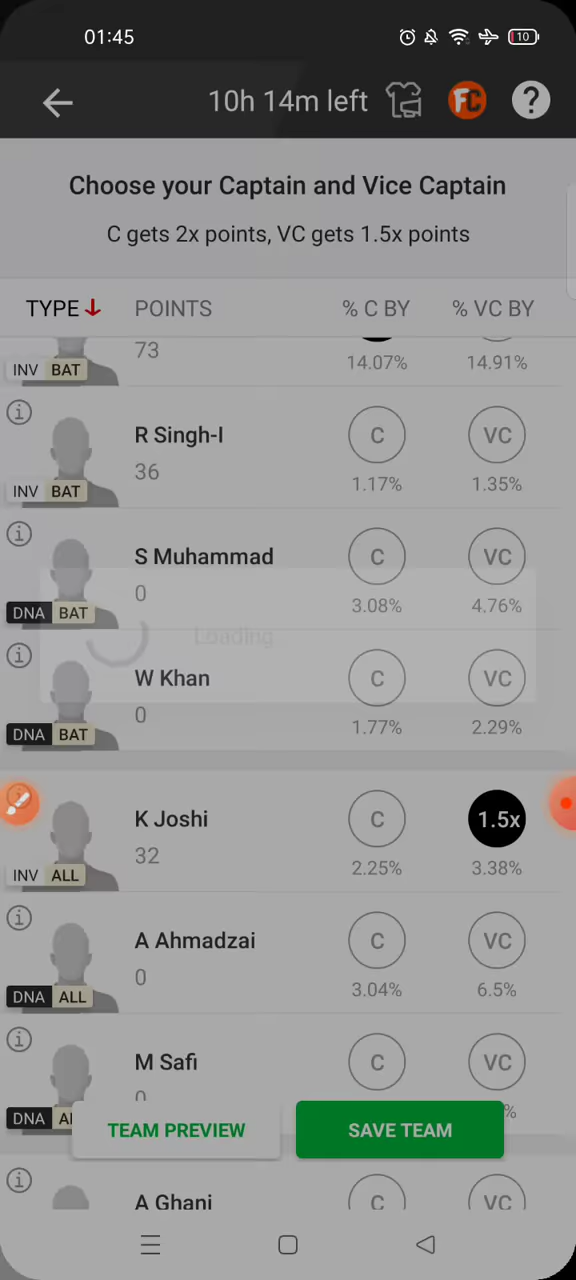 01:45
10
10h 14m left
FC
?
Choose your Captain and Vice Captain
C gets 2x points, VC gets 1.5x points
TYPE POINTS % C BY % VC BY
73
14.07% 14.91%
INV BAT
R Singh-I C VC
36
1.17% 1.35%
INV BAT
S Muhammad C VC
0
3.08% 4.76%
DNA BAT
Loading
W Khan C VC
0
1.77% 2.29%
DNA BAT
K Joshi C 1.5x
32
2.25% 3.38%
INV ALL
A Ahmadzai C VC
0
3.04% 6.5%
DNA ALL
M Safi C VC
0
%
DNA
TEAM PREVIEW SAVE TEAM
A Ghani C VC